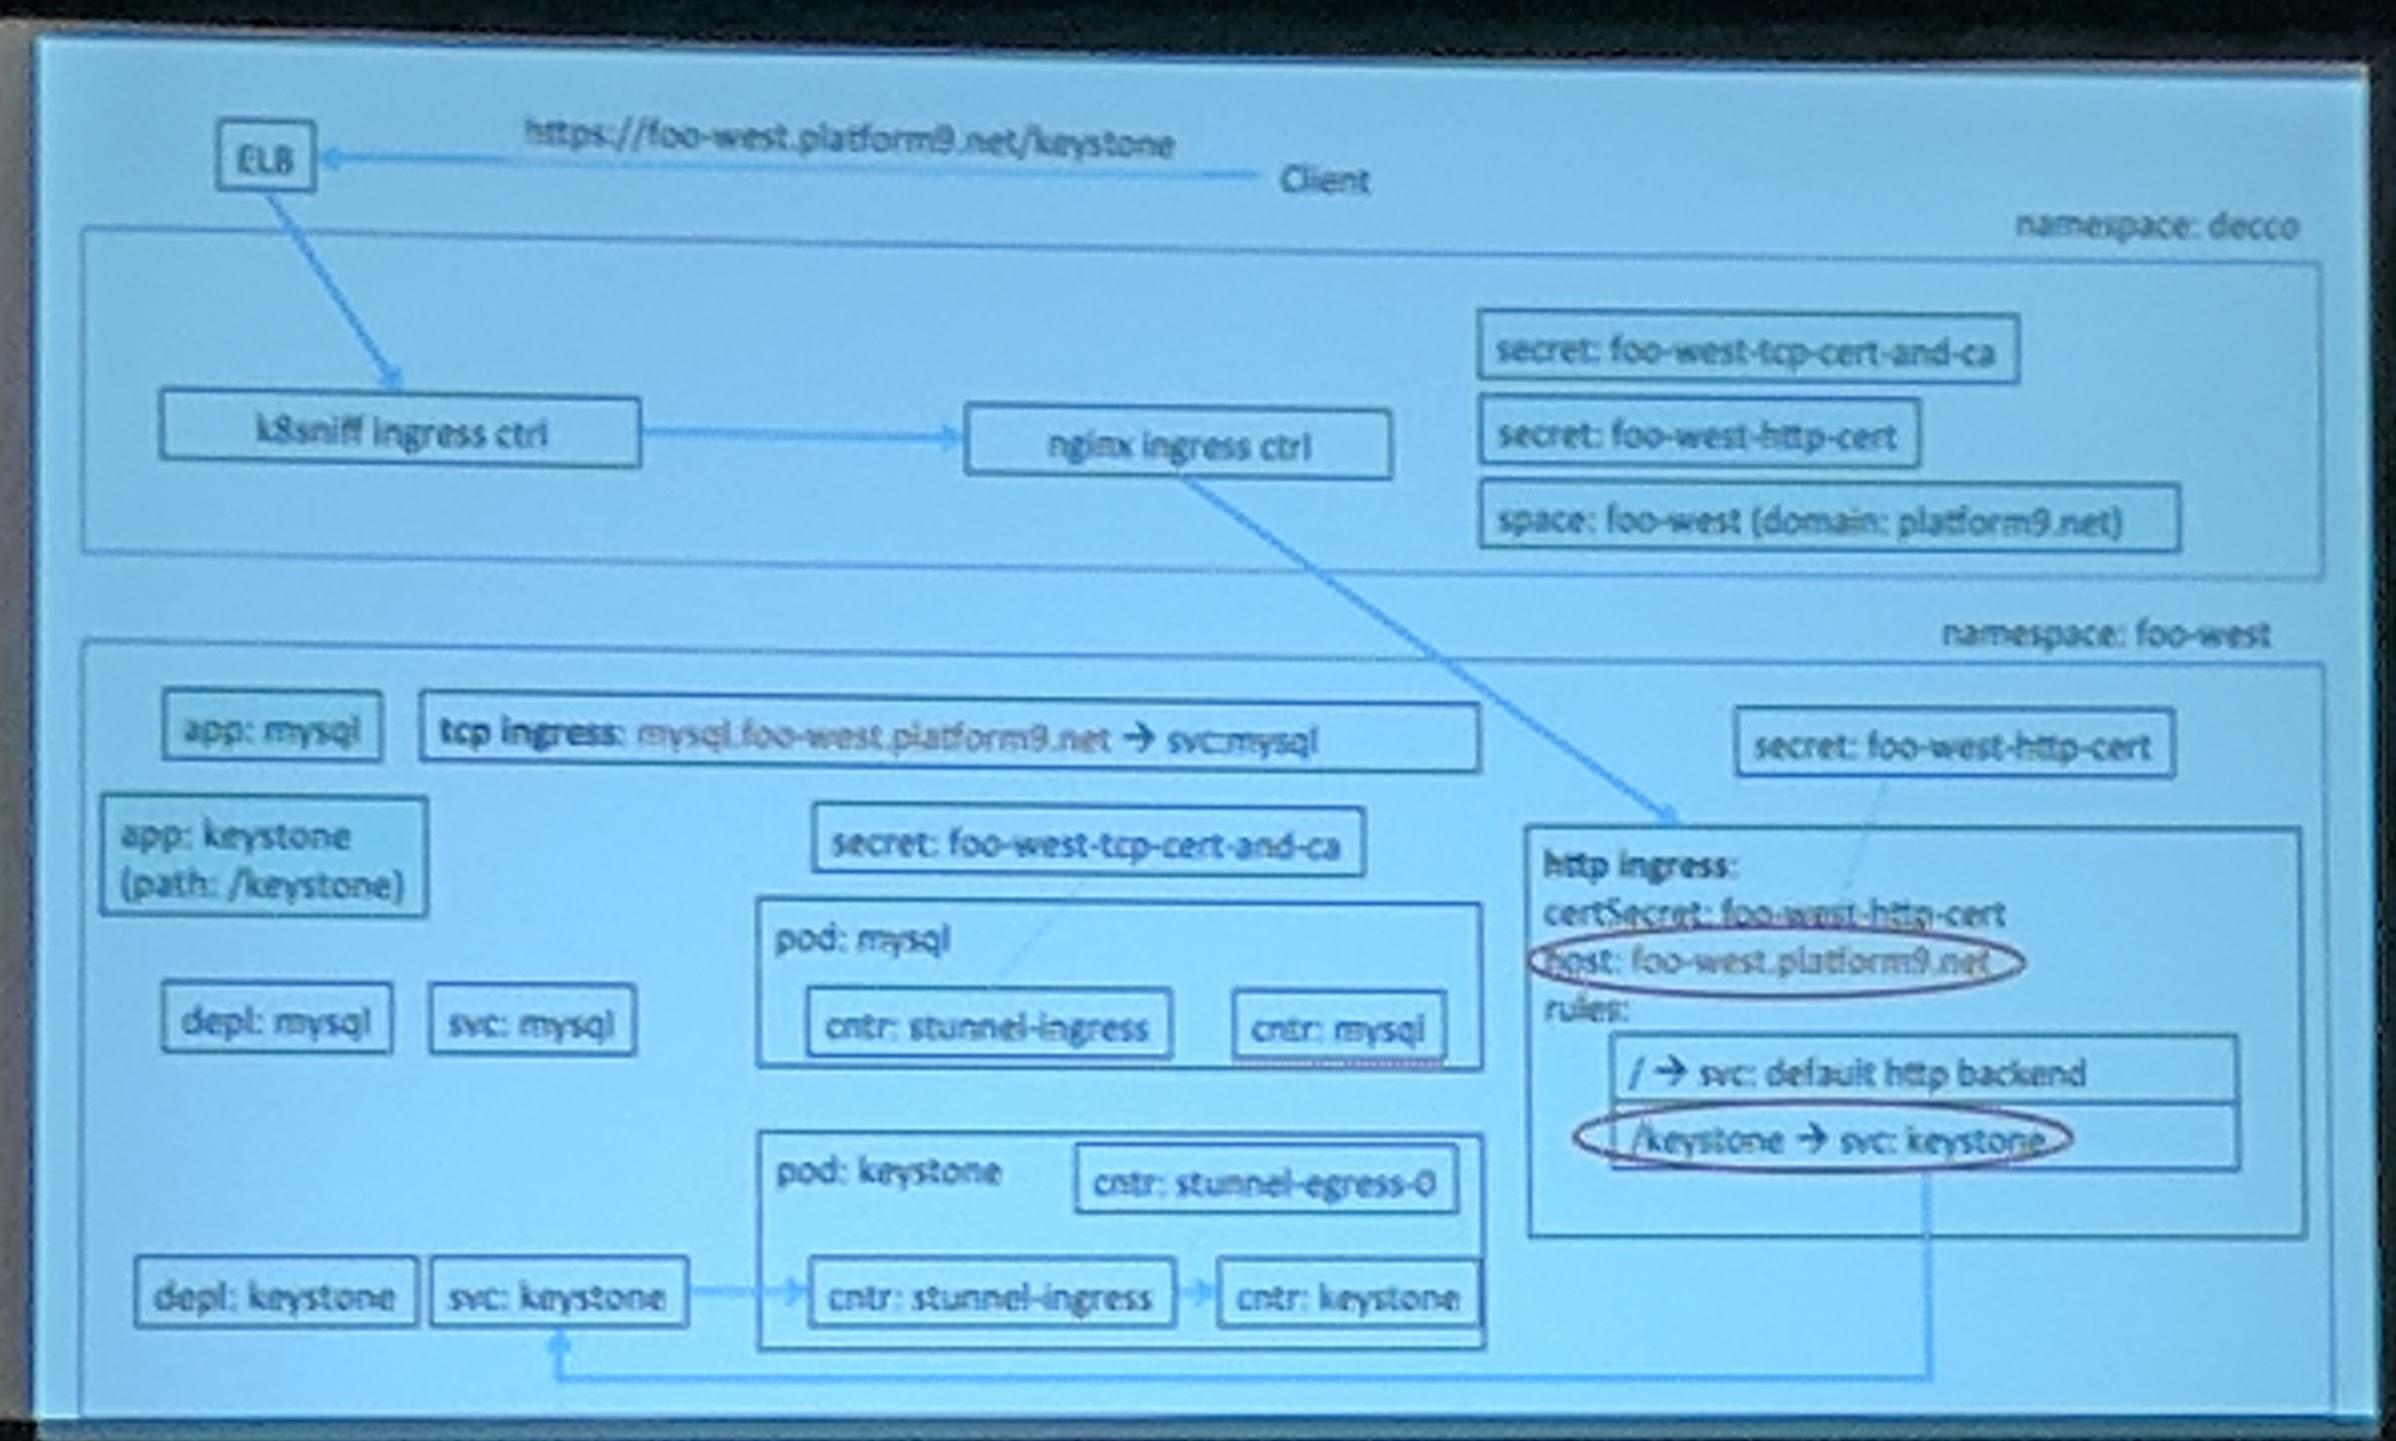 https://foo-west.platform9.net/keystone
ELB
Client
namespace: decco
secret: foo-west-tcp-cert-and-ca
k8sniff ingress ctrl
nginx ingress ctrl
secret: foo-west-http-cert
space: foo-west (domain: platform9.net)
namespace: foo-west
app: mysql
tcp ingress: mysql.foo-west.platform9.net → svc:mysql
secret: foo-west-http-cert
app: keystone
(path: /keystone)
secret: foo-west-tcp-cert-and-ca
http ingress:
certSecret: foo-west-http-cert
host: foo-west.platform9.net
rules:
/ → svc: default http backend
/keystone → svc: keystone
pod: mysql
depl: mysql
svc: mysql
cntr: stunnel-ingress
cntr: mysql
pod: keystone
cntr: stunnel-egress-0
depl: keystone
svc: keystone
cntr: stunnel-ingress
cntr: keystone